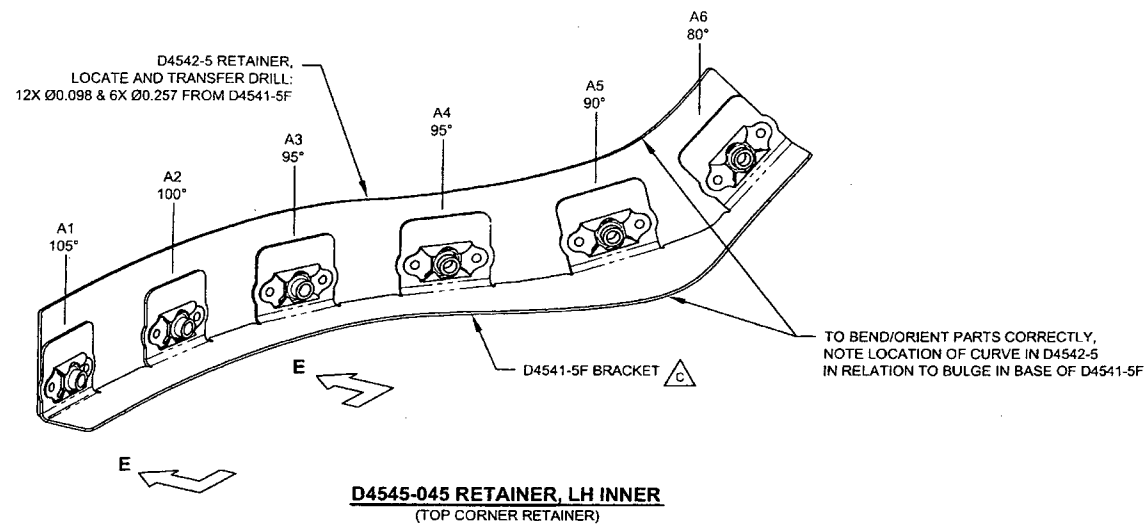 A6
80°
D4542-5 RETAINER,
LOCATE AND TRANSFER DRILL:
12X Ø0.098 & 6X Ø0.257 FROM D4541-5F
A5
90°
A4
95°
A3
95°
A2
100°
A1
105°
TO BEND/ORIENT PARTS CORRECTLY,
NOTE LOCATION OF CURVE IN D4542-5
IN RELATION TO BULGE IN BASE OF D4541-5F
E
D4541-5F BRACKET
C
E
D4545-045 RETAINER, LH INNER
(TOP CORNER RETAINER)